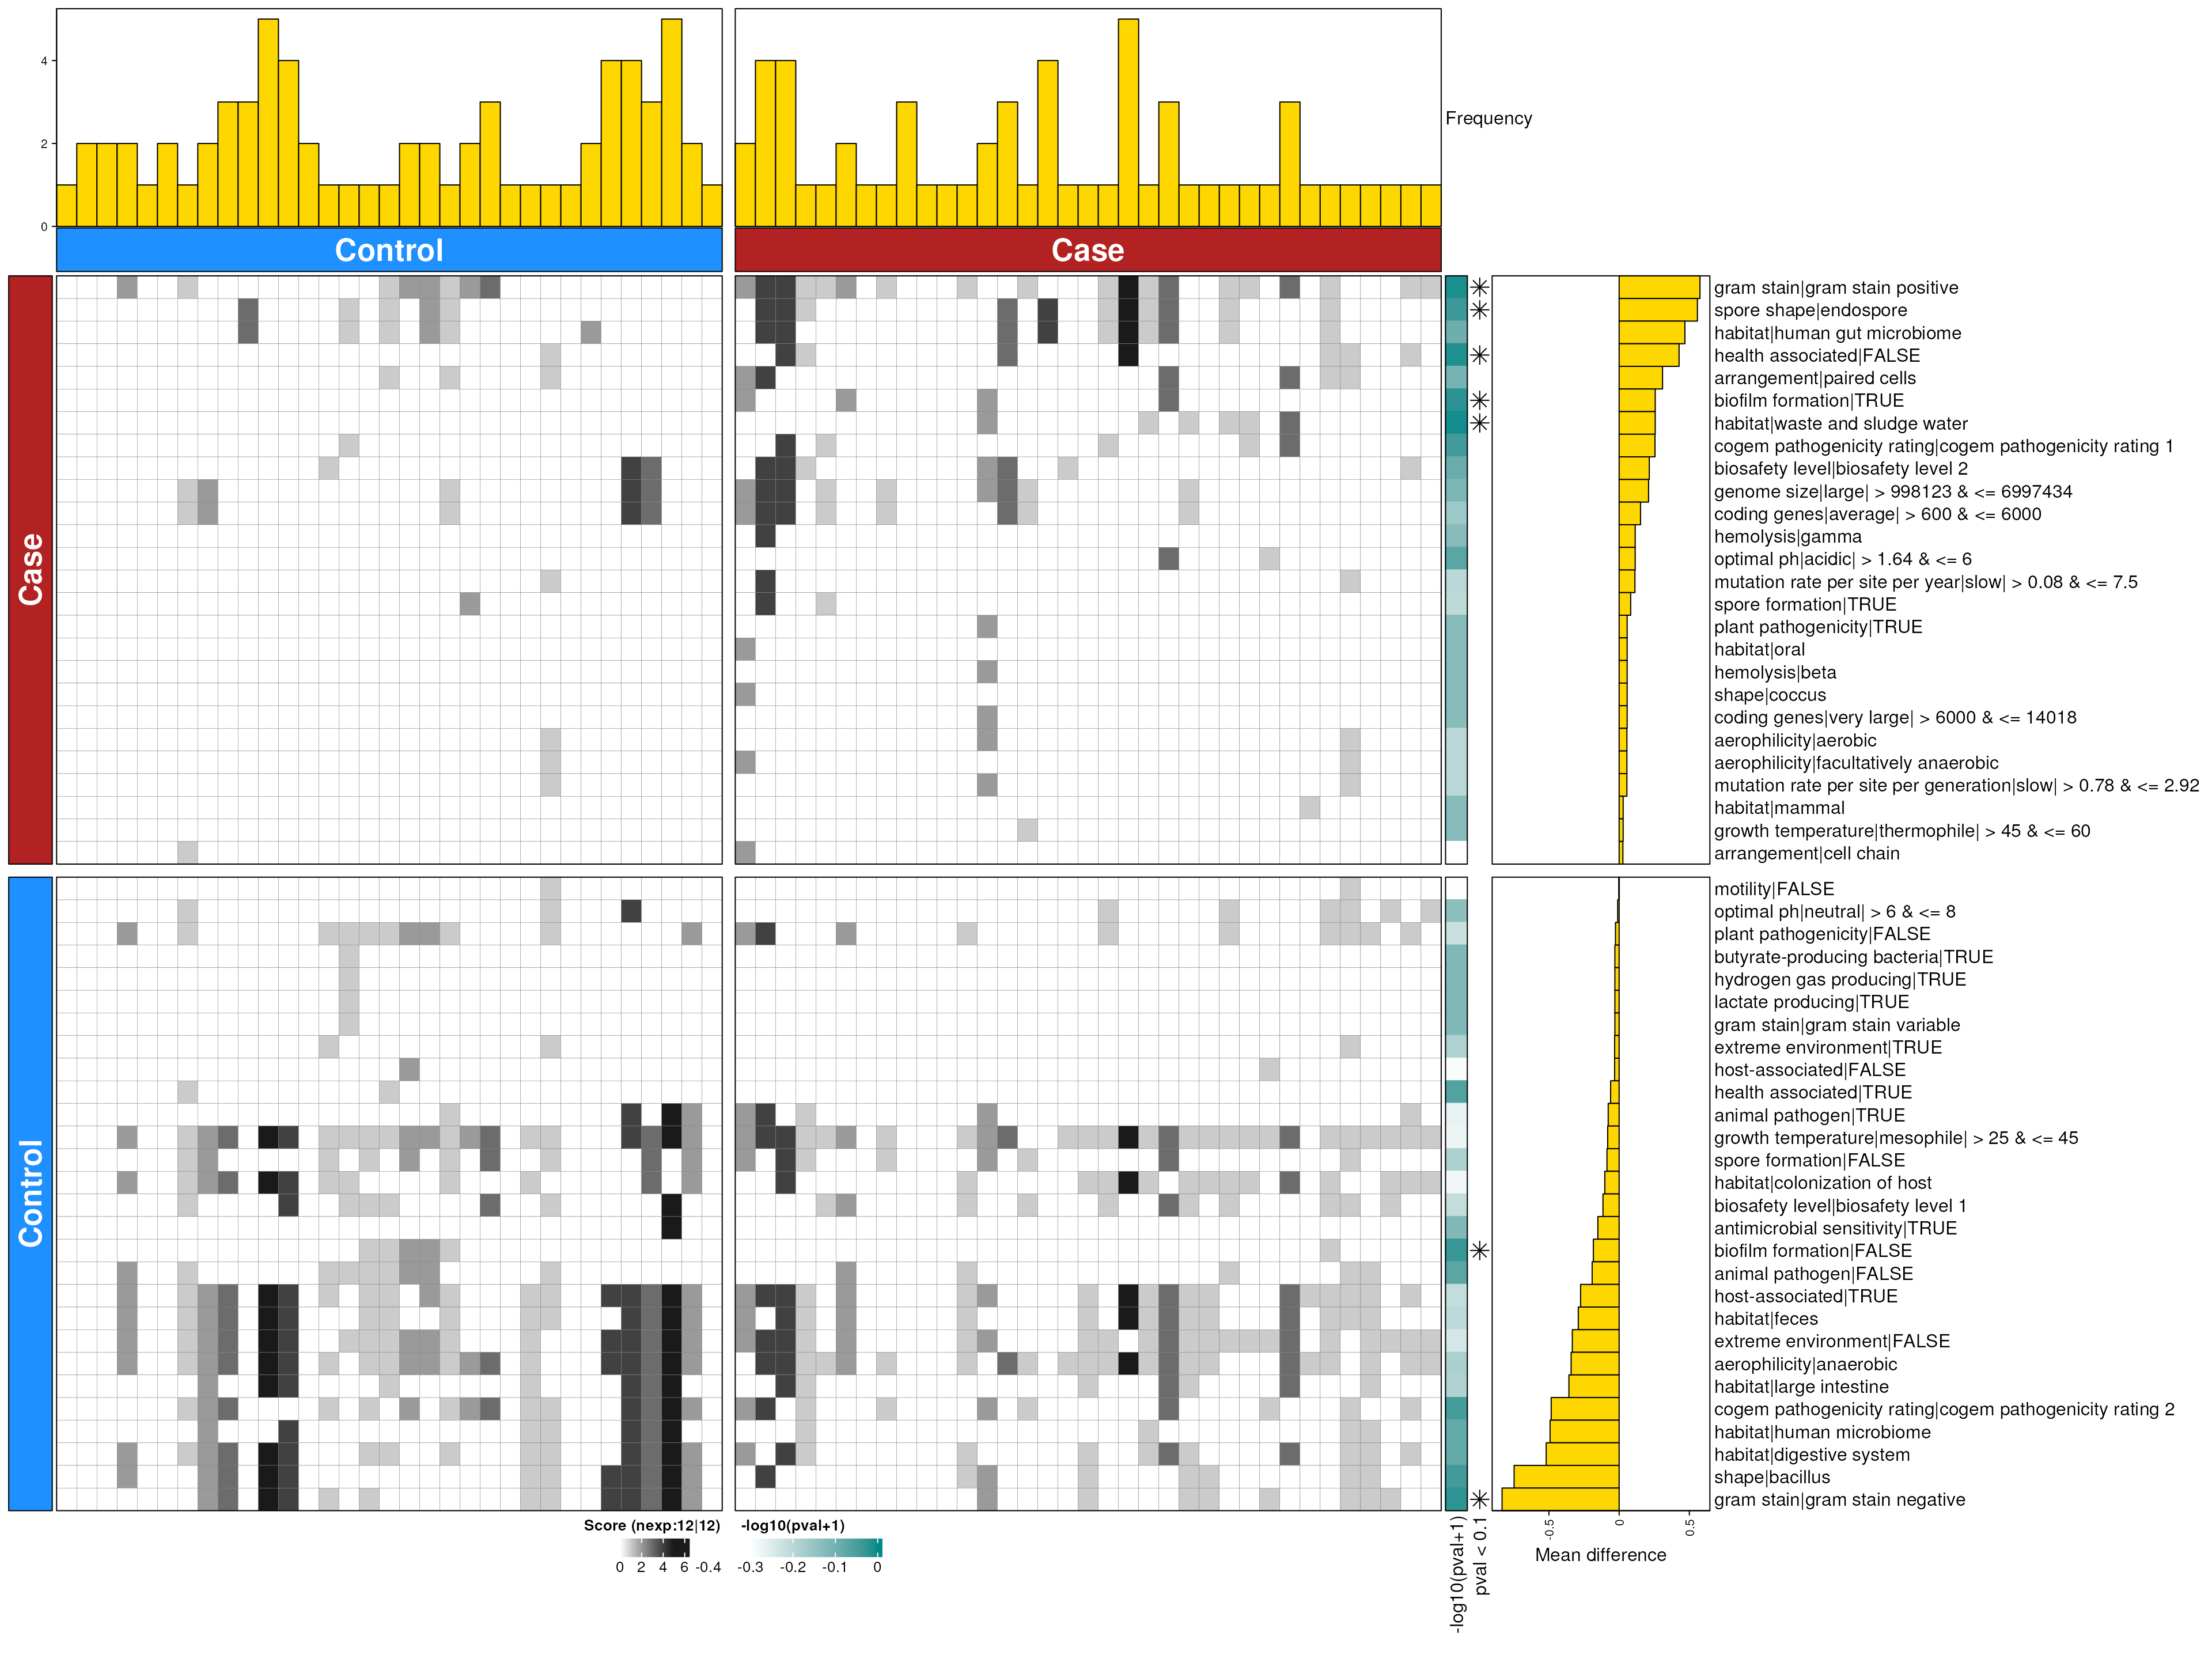 4
2
0
Frequency
Control
Case
Case
gram stain|gram stain positive
spore shape|endospore
habitat|human gut microbiome
health associated|FALSE
arrangement|paired cells
biofilm formation|TRUE
habitat|waste and sludge water
cogem pathogenicity rating|cogem pathogenicity rating 1
biosafety level|biosafety level 2
genome size|large| > 998123 & <= 6997434
coding genes|average| > 600 & <= 6000
hemolysis|gamma
optimal ph|acidic| > 1.64 & <= 6
mutation rate per site per year|slow| > 0.08 & <= 7.5
spore formation|TRUE
plant pathogenicity|TRUE
habitat|oral
hemolysis|beta
shape|coccus
coding genes|very large| > 6000 & <= 14018
aerophilicity|aerobic
aerophilicity|facultatively anaerobic
mutation rate per site per generation|slow| > 0.78 & <= 2.92
habitat|mammal
growth temperature|thermophile| > 45 & <= 60
arrangement|cell chain
Control
motility|FALSE
optimal ph|neutral| > 6 & <= 8
plant pathogenicity|FALSE
butyrate-producing bacteria|TRUE
hydrogen gas producing|TRUE
lactate producing|TRUE
gram stain|gram stain variable
extreme environment|TRUE
host-associated|FALSE
health associated|TRUE
animal pathogen|TRUE
growth temperature|mesophile| > 25 & <= 45
spore formation|FALSE
habitat|colonization of host
biosafety level|biosafety level 1
antimicrobial sensitivity|TRUE
biofilm formation|FALSE
animal pathogen|FALSE
host-associated|TRUE
habitat|feces
extreme environment|FALSE
aerophilicity|anaerobic
habitat|large intestine
cogem pathogenicity rating|cogem pathogenicity rating 2
habitat|human microbiome
habitat|digestive system
shape|bacillus
gram stain|gram stain negative
Score (nexp:12|12)
0 2 4 6 -0.4
-log10(pval+1)
-0.3 -0.2 -0.1 0
-log10(pval+1)
pval < 0.1
-0.5 0 0.5
Mean difference